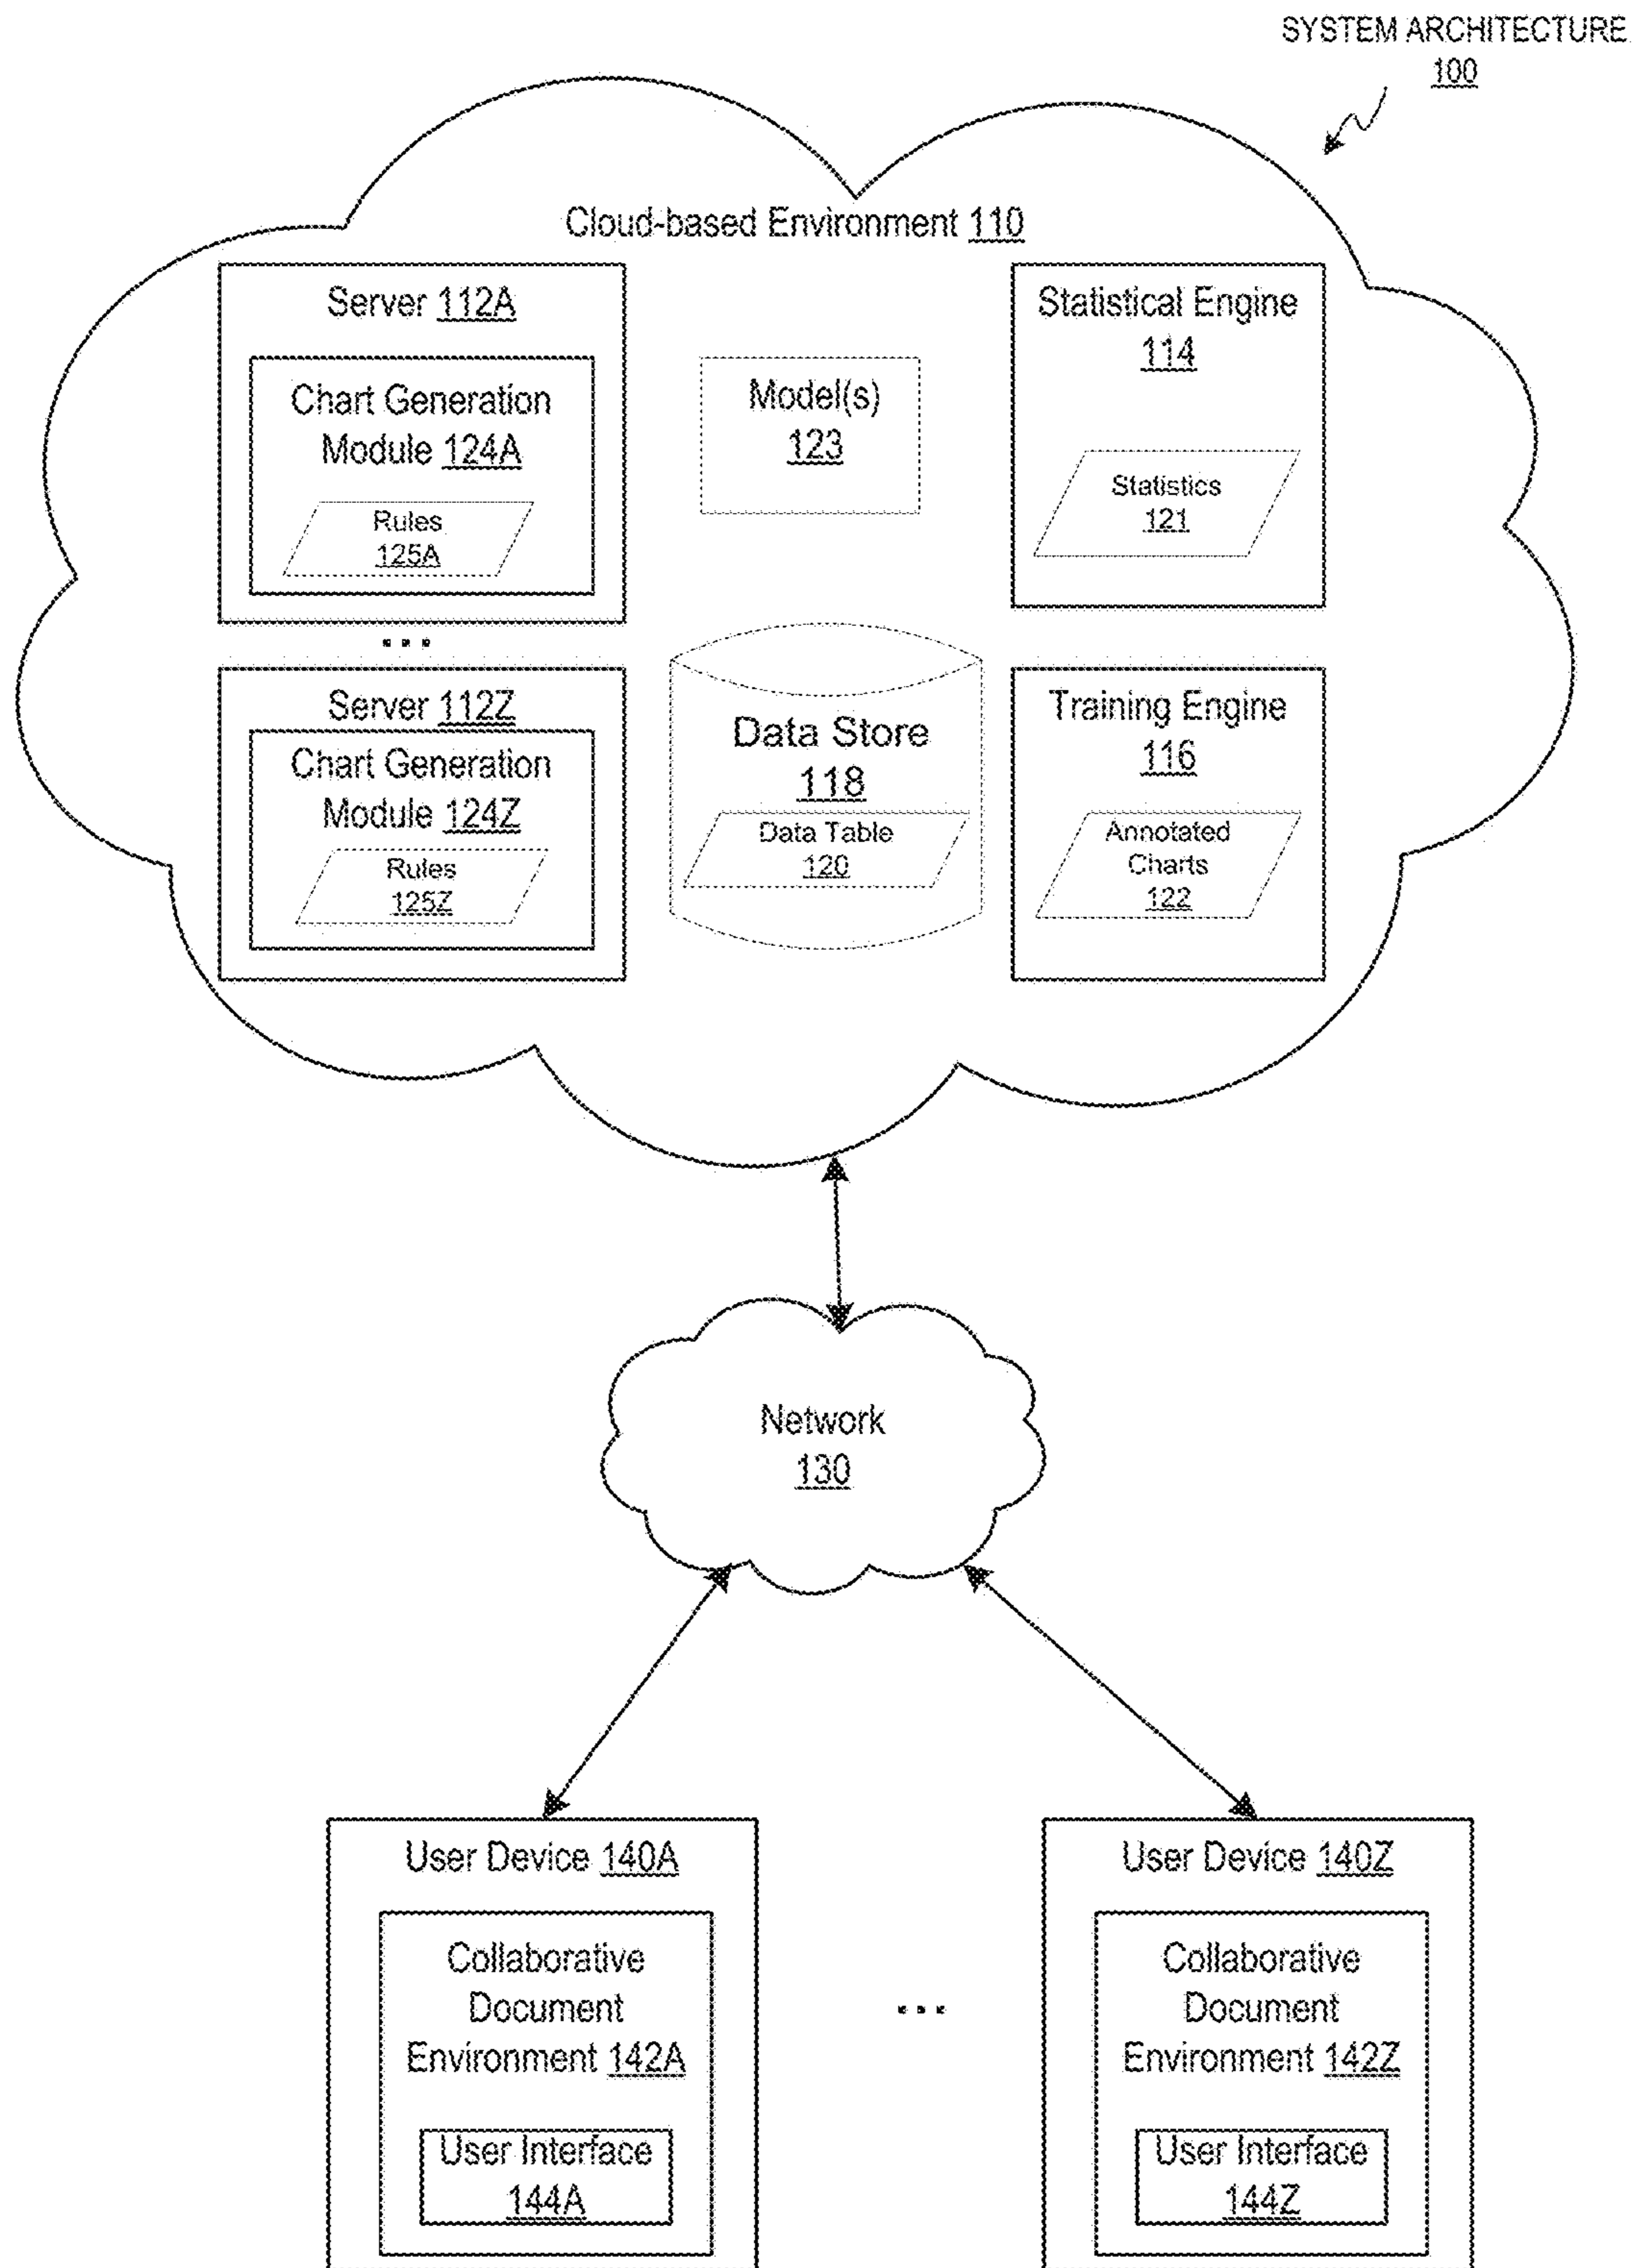 SYSTEM ARCHITECTURE
100
Cloud-based Environment 110
Server 112A
Chart Generation
Module 124A
Rules
125A
...
Server 112Z
Chart Generation
Module 124Z
Rules
125Z
Model(s)
123
Data Store
118
Data Table
120
Statistical Engine
114
Statistics
121
Training Engine
116
Annotated
Charts
122
Network
130
User Device 140A
Collaborative
Document
Environment 142A
User Interface
144A
...
User Device 140Z
Collaborative
Document
Environment 142Z
User Interface
144Z